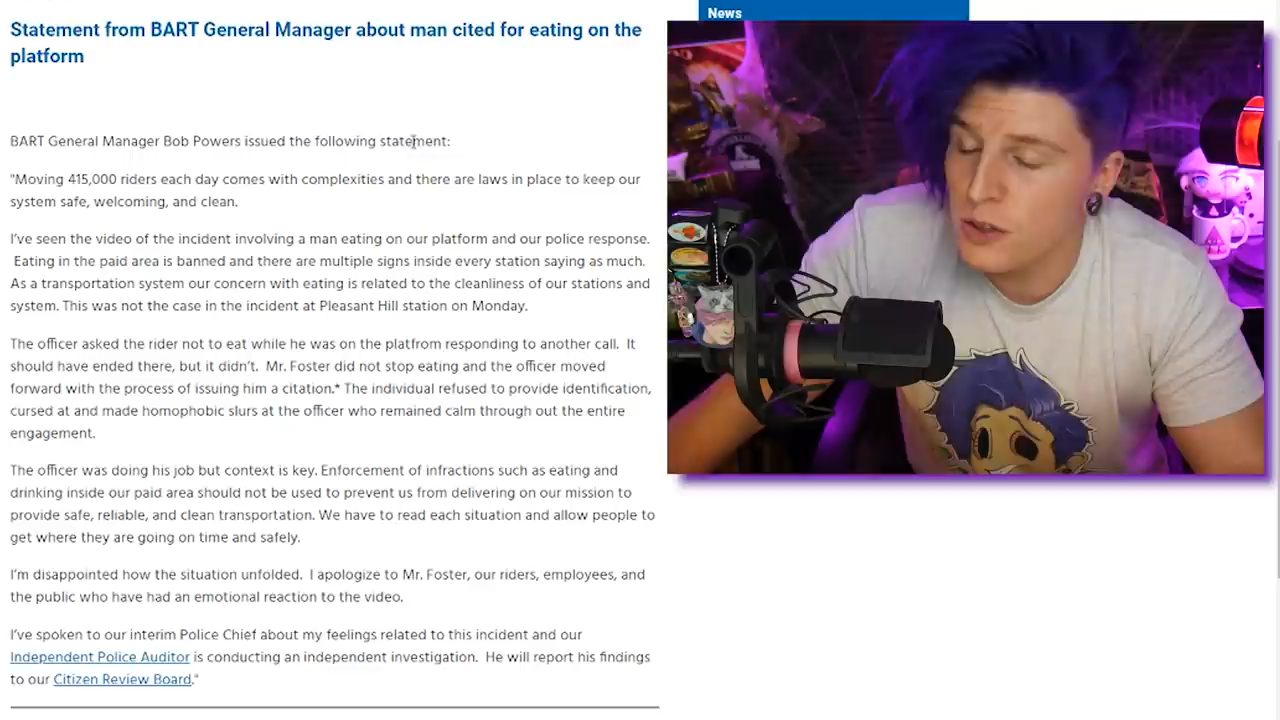 News
Statement from BART General Manager about man cited for eating on the
platform
BART General Manager Bob Powers issued the following statement:
"Moving 415,000 riders each day comes with complexities and there are laws in place to keep our
system safe, welcoming, and clean.
I've seen the video of the incident involving a man eating on our platform and our police response.
Eating in the paid area is banned and there are multiple signs inside every station saying as much.
As a transportation system our concern with eating is related to the cleanliness of our stations and
system. This was not the case in the incident at Pleasant Hill station on Monday.
The officer asked the rider not to eat while he was on the platfrom responding to another call. It
should have ended there, but it didn't. Mr. Foster did not stop eating and the officer moved
forward with the process of issuing him a citation.* The individual refused to provide identification,
cursed at and made homophobic slurs at the officer who remained calm through out the entire
engagement.
The officer was doing his job but context is key. Enforcement of infractions such as eating and
drinking inside our paid area should not be used to prevent us from delivering on our mission to
provide safe, reliable, and clean transportation. We have to read each situation and allow people to
get where they are going on time and safely.
I'm disappointed how the situation unfolded. I apologize to Mr. Foster, our riders, employees, and
the public who have had an emotional reaction to the video.
I've spoken to our interim Police Chief about my feelings related to this incident and our
Independent Police Auditor is conducting an independent investigation. He will report his findings
to our Citizen Review Board."